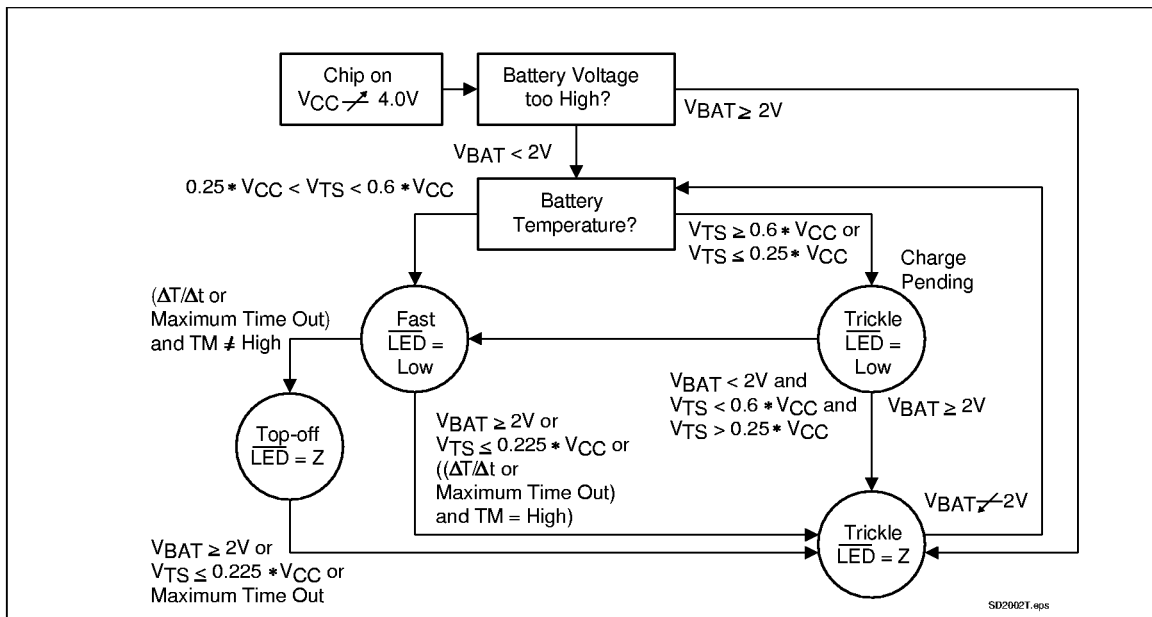 Chip on
VCC ↗ 4.0V
Battery Voltage
too High?
VBAT ≥ 2V
VBAT < 2V
0.25 * VCC < VTS < 0.6 * VCC
Battery
Temperature?
VTS ≥ 0.6 * VCC or
VTS ≤ 0.25 * VCC
Charge
Pending
(ΔT/Δt or
Maximum Time Out)
and TM ≠ High
Fast
LED =
Low
Trickle
LED =
Low
VBAT < 2V and
VTS < 0.6 * VCC and
VTS > 0.25 * VCC
VBAT ≥ 2V
Top-off
LED = Z
VBAT ≥ 2V or
VTS ≤ 0.225 * VCC or
((ΔT/Δt or
Maximum Time Out)
and TM = High)
VBAT ↙ 2V
Trickle
LED = Z
VBAT ≥ 2V or
VTS ≤ 0.225 * VCC or
Maximum Time Out
SD2002T.eps